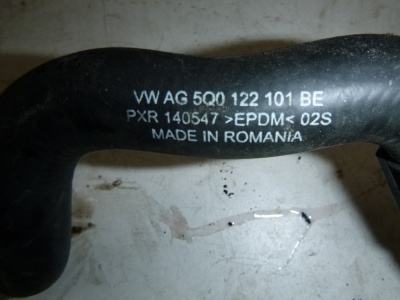 VW AG 5Q0 122 101 BE
PXR 140547 >EPDM< 02S
MADE IN ROMANIA